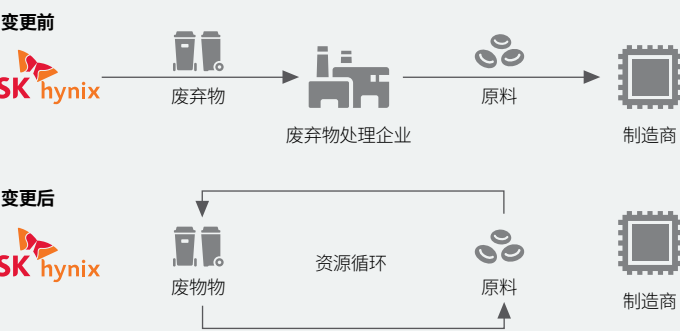 变更前
SK hynix
废弃物
原料
废弃物处理企业
制造商
变更后
SK hynix
资源循环
废物物
原料
制造商